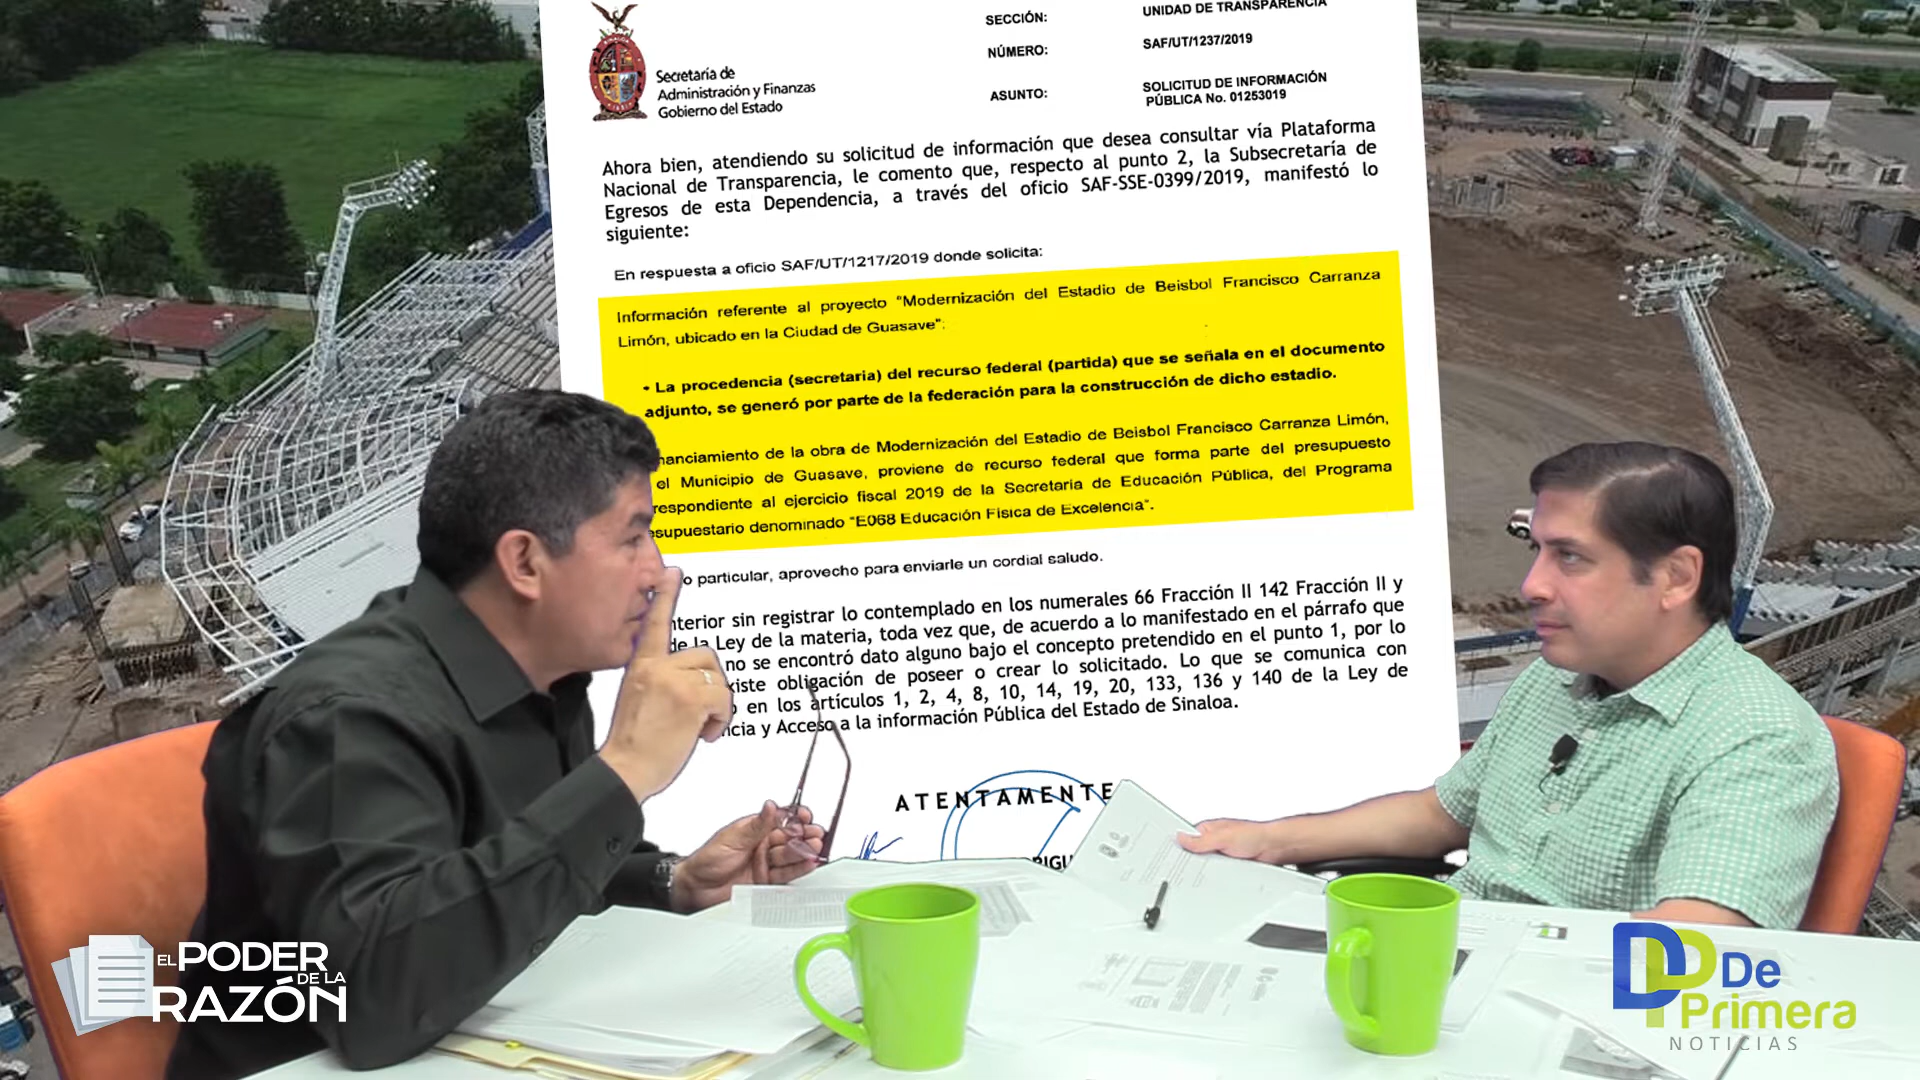 SECCIÓN:
UNIDAD DE TRANSPARENCIA
NÚMERO:
SAF/UT/1237/2019
ASUNTO:
SOLICITUD DE INFORMACIÓN
PÚBLICA No. 01253019
Secretaría de
Administración y Finanzas
Gobierno del Estado
Ahora bien, atendiendo su solicitud de información que desea consultar vía Plataforma
Nacional de Transparencia, le comento que, respecto al punto 2, la Subsecretaría de
Egresos de esta Dependencia, a través del oficio SAF-SSE-0399/2019, manifestó lo
siguiente:
En respuesta a oficio SAF/UT/1217/2019 donde solicita:
Información referente al proyecto "Modernización del Estadio de Beisbol Francisco Carranza
Limón, ubicado en la Ciudad de Guasave":
• La procedencia (secretaria) del recurso federal (partida) que se señala en el documento
adjunto, se generó por parte de la federación para la construcción de dicho estadio.
nanciamiento de la obra de Modernización del Estadio de Beisbol Francisco Carranza Limón,
el Municipio de Guasave, proviene de recurso federal que forma parte del presupuesto
respondiente al ejercicio fiscal 2019 de la Secretaría de Educación Pública, del Programa
esupuestario denominado "E068 Educación Física de Excelencia".
o particular, aprovecho para enviarle un cordial saludo.
nterior sin registrar lo contemplado en los numerales 66 Fracción II 142 Fracción II y
de la Ley de la materia, toda vez que, de acuerdo a lo manifestado en el párrafo que
no se encontró dato alguno bajo el concepto pretendido en el punto 1, por lo
xiste obligación de poseer o crear lo solicitado. Lo que se comunica con
o en los artículos 1, 2, 4, 8, 10, 14, 19, 20, 133, 136 y 140 de la Ley de
ncia y Acceso a la información Pública del Estado de Sinaloa.
ATENTAMENTE
RIGU
EL PODER
DE LA
RAZÓN
DP De
Primera
NOTICIAS